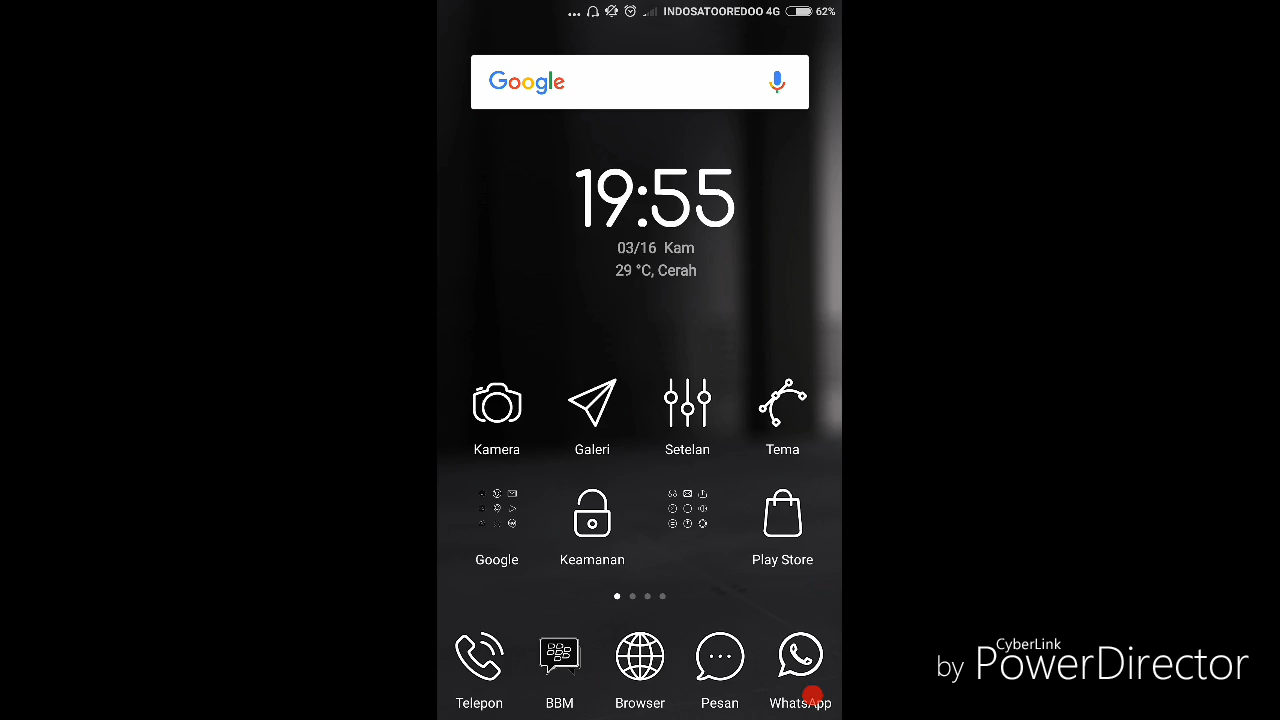 INDOSATOOREDOO 4G 62%
Google
19:55
03/16 Kam
29 °C, Cerah
Kamera Galeri Setelan Tema
Google Keamanan Play Store
Telepon BBM Browser Pesan WhatsApp
CyberLink
by PowerDirector